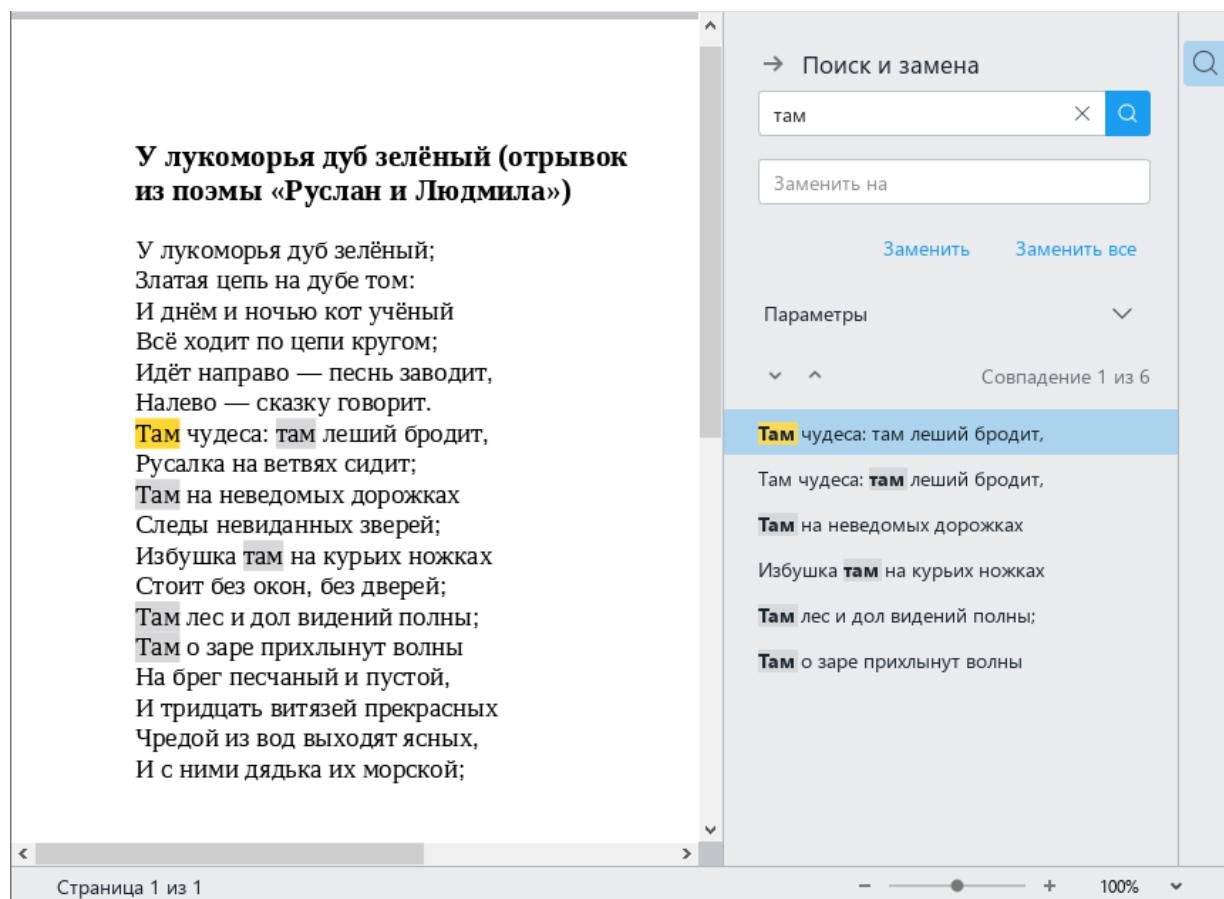 У лукоморья дуб зелёный (отрывок
из поэмы «Руслан и Людмила»)
У лукоморья дуб зелёный;
Златая цепь на дубе том:
И днём и ночью кот учёный
Всё ходит по цепи кругом;
Идёт направо — песнь заводит,
Налево — сказку говорит.
Там чудеса: там леший бродит,
Русалка на ветвях сидит;
Там на неведомых дорожках
Следы невиданных зверей;
Избушка там на курьих ножках
Стоит без окон, без дверей;
Там лес и дол видений полны;
Там о заре прихлынут волны
На брег песчаный и пустой,
И тридцать витязей прекрасных
Чредой из вод выходят ясных,
И с ними дядька их морской;
Поиск и замена
там
Заменить на
Заменить Заменить все
Параметры
Совпадение 1 из 6
Там чудеса: там леший бродит,
Там чудеса: там леший бродит,
Там на неведомых дорожках
Избушка там на курьих ножках
Там лес и дол видений полны;
Там о заре прихлынут волны
Страница 1 из 1
100%